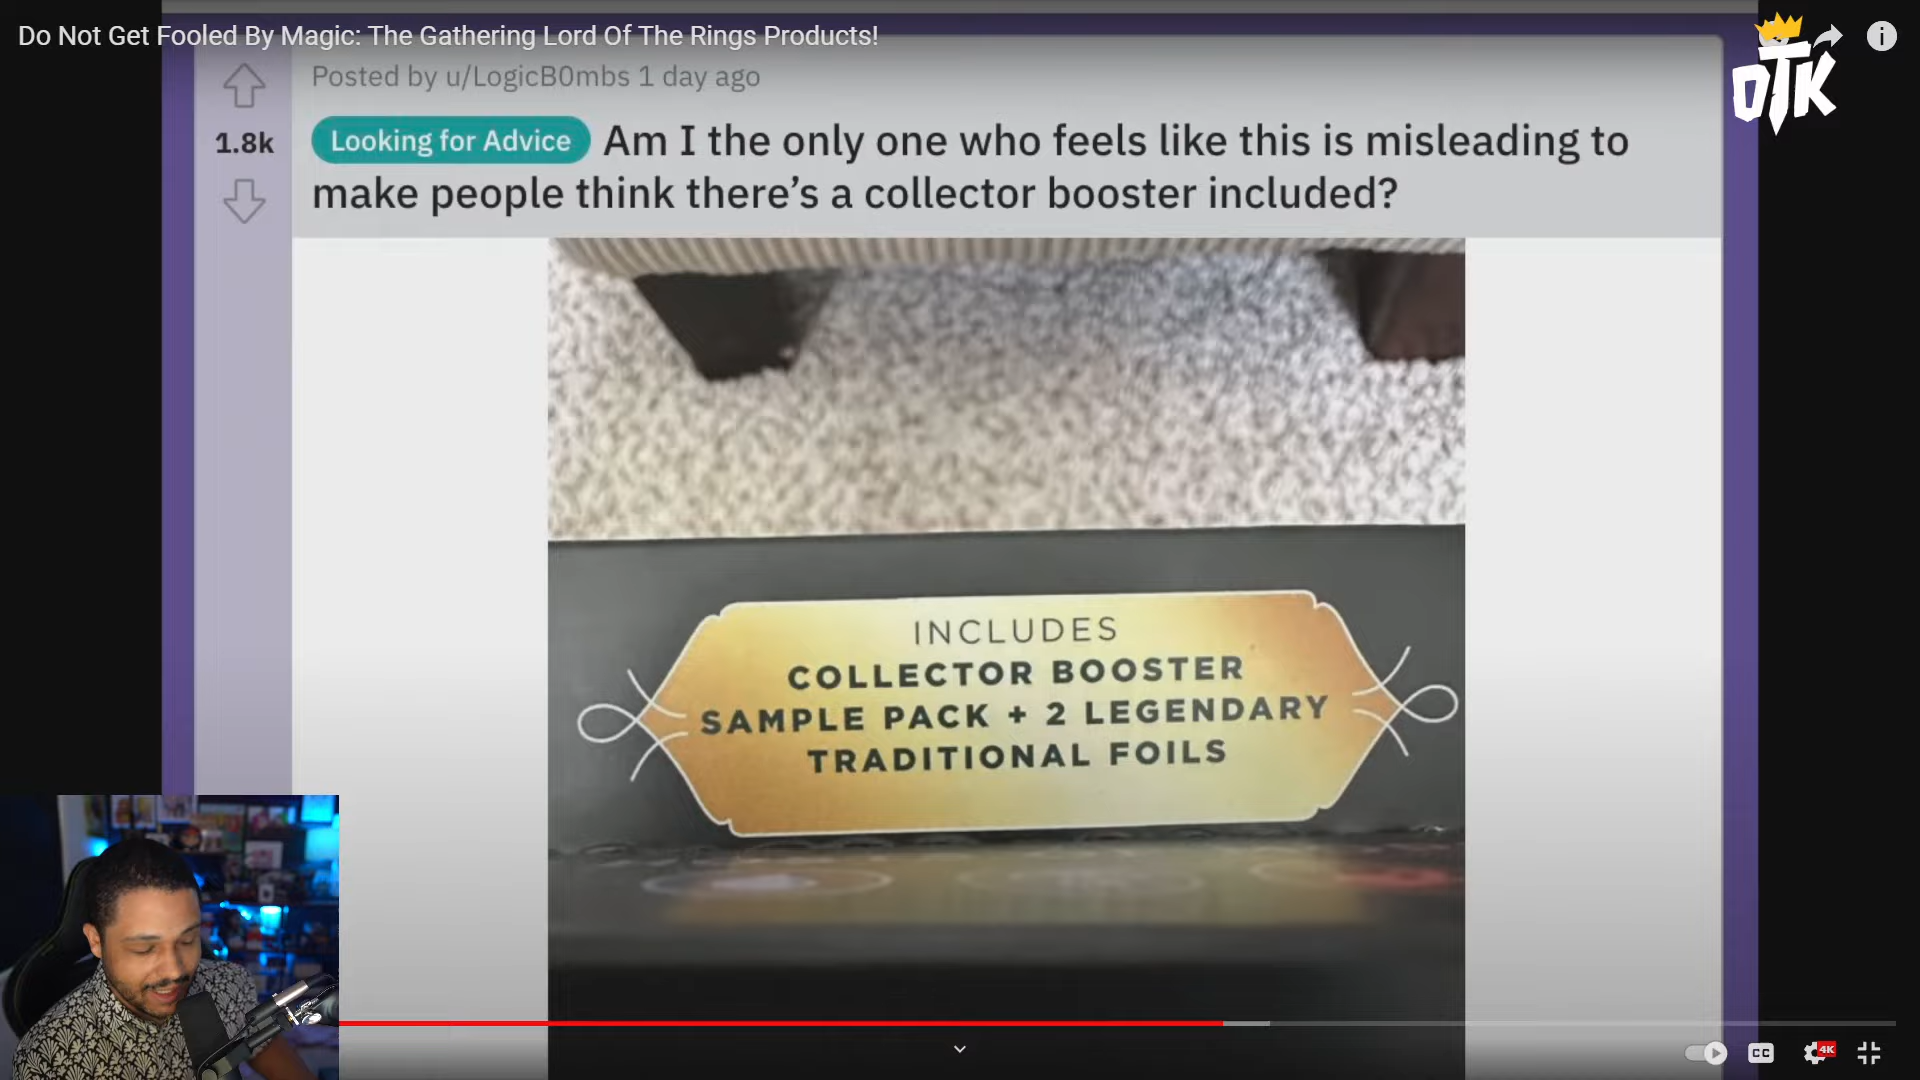 Do Not Get Fooled By Magic: The Gathering Lord Of The Rings Products!
DTK
Posted by u/LogicB0mbs 1 day ago
1.8k
Looking for Advice Am I the only one who feels like this is misleading to
make people think there’s a collector booster included?
INCLUDES
COLLECTOR BOOSTER
SAMPLE PACK + 2 LEGENDARY
TRADITIONAL FOILS
CC
4K